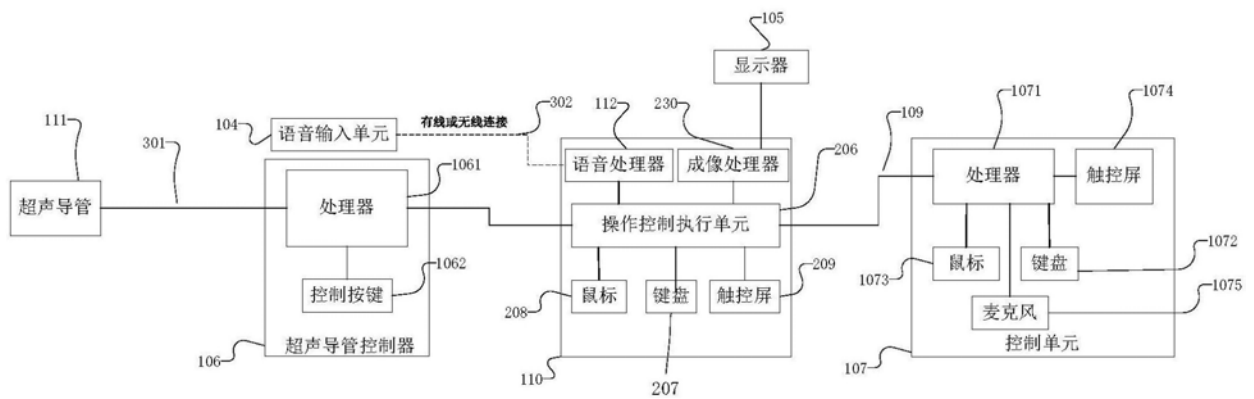 105
显示器
111
104
语音输入单元
有线或无线连接
302
112
230
1071
1074
109
301
1061
语音处理器
成像处理器
206
处理器
触控屏
超声导管
处理器
操作控制执行单元
1062
控制按键
208
鼠标
键盘
触控屏
209
1073
鼠标
键盘
1072
麦克风
1075
106
超声导管控制器
110
207
107
控制单元